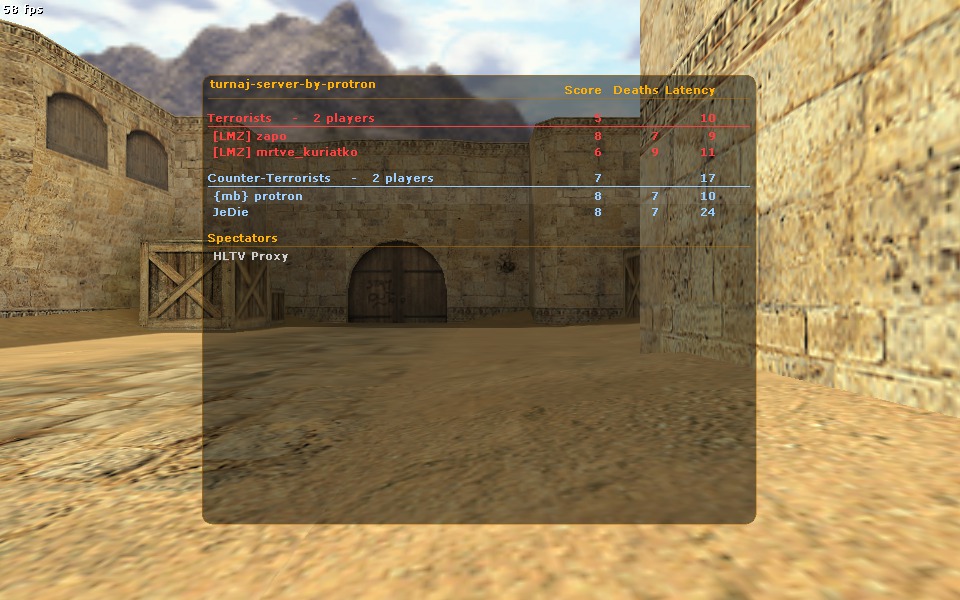 58 fps
turnaj-server-by-protron Score Deaths Latency
Terrorists - 2 players 5 10
[LMZ] zapo 8 7 9
[LMZ] mrtve_kuriatko 6 9 11
Counter-Terrorists - 2 players 7 17
{mb} protron 8 7 10
JeDie 8 7 24
Spectators
HLTV Proxy